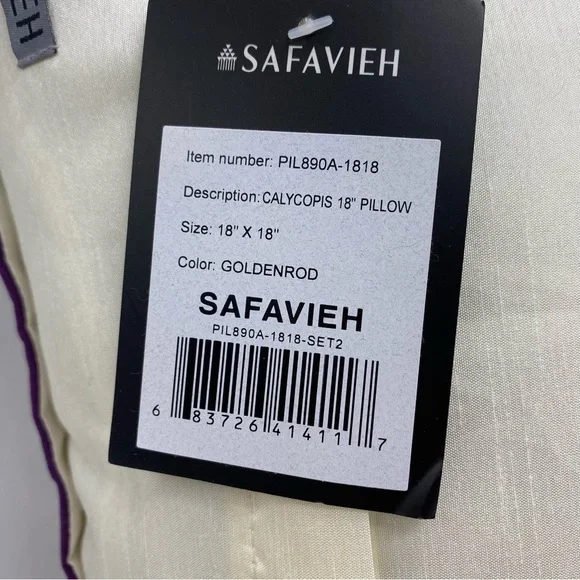 EH
SAFAVIEH
Item number: PIL890A-1818
Description: CALYCOPIS 18" PILLOW
Size: 18" X 18"
Color: GOLDENROD
SAFAVIEH
PIL890A-1818-SET2
6 83726 41411 7